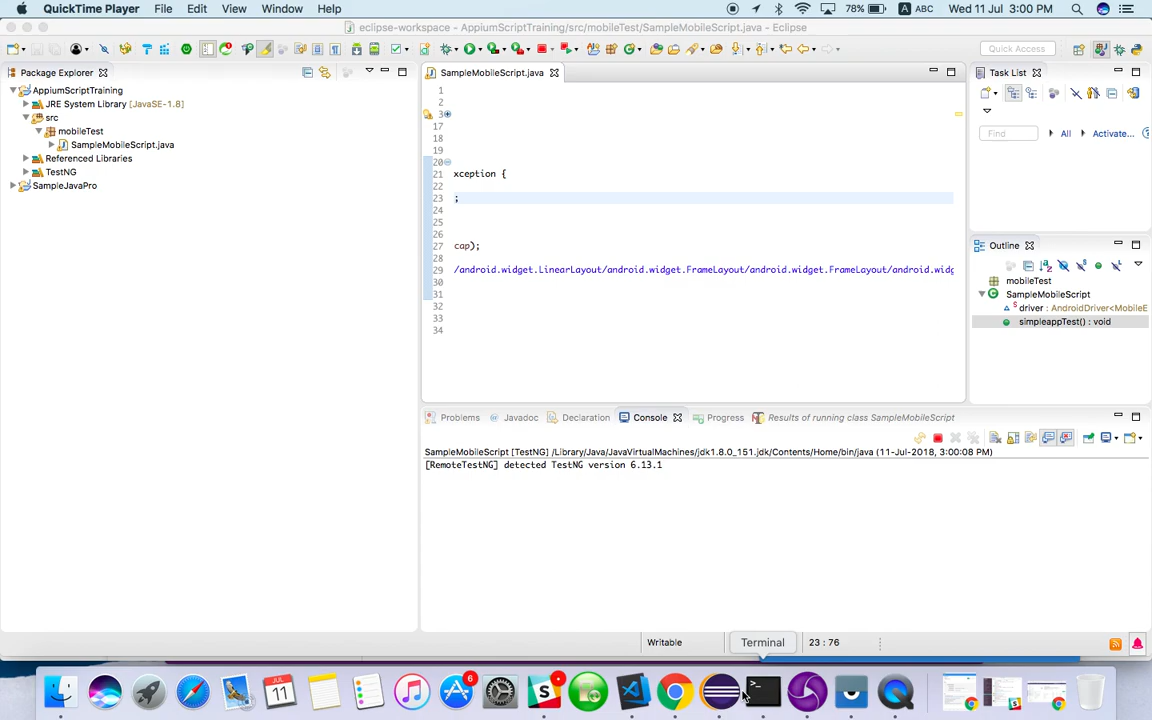 QuickTime Player File Edit View Window Help 78% A ABC Wed 11 Jul 3:00 PM
eclipse-workspace - AppiumScriptTraining/src/mobileTest/SampleMobileScript.java - Eclipse
Quick Access
Package Explorer
AppiumScriptTraining
JRE System Library [JavaSE-1.8]
src
mobileTest
SampleMobileScript.java
Referenced Libraries
TestNG
SampleJavaPro
SampleMobileScript.java
1
2
3
17
18
19
20
21 xception {
22
23 ;
24
25
26
27 cap);
28
29 /android.widget.LinearLayout/android.widget.FrameLayout/android.widget.FrameLayout/android.widg
30
31
32
33
34
Task List
Find All Activate...
Outline
mobileTest
SampleMobileScript
driver : AndroidDriver<MobileE
simpleappTest() : void
Problems Javadoc Declaration Console Progress Results of running class SampleMobileScript
SampleMobileScript [TestNG] /Library/Java/JavaVirtualMachines/jdk1.8.0_151.jdk/Contents/Home/bin/java (11-Jul-2018, 3:00:08 PM)
[RemoteTestNG] detected TestNG version 6.13.1
Writable Terminal 23 : 76
11
6